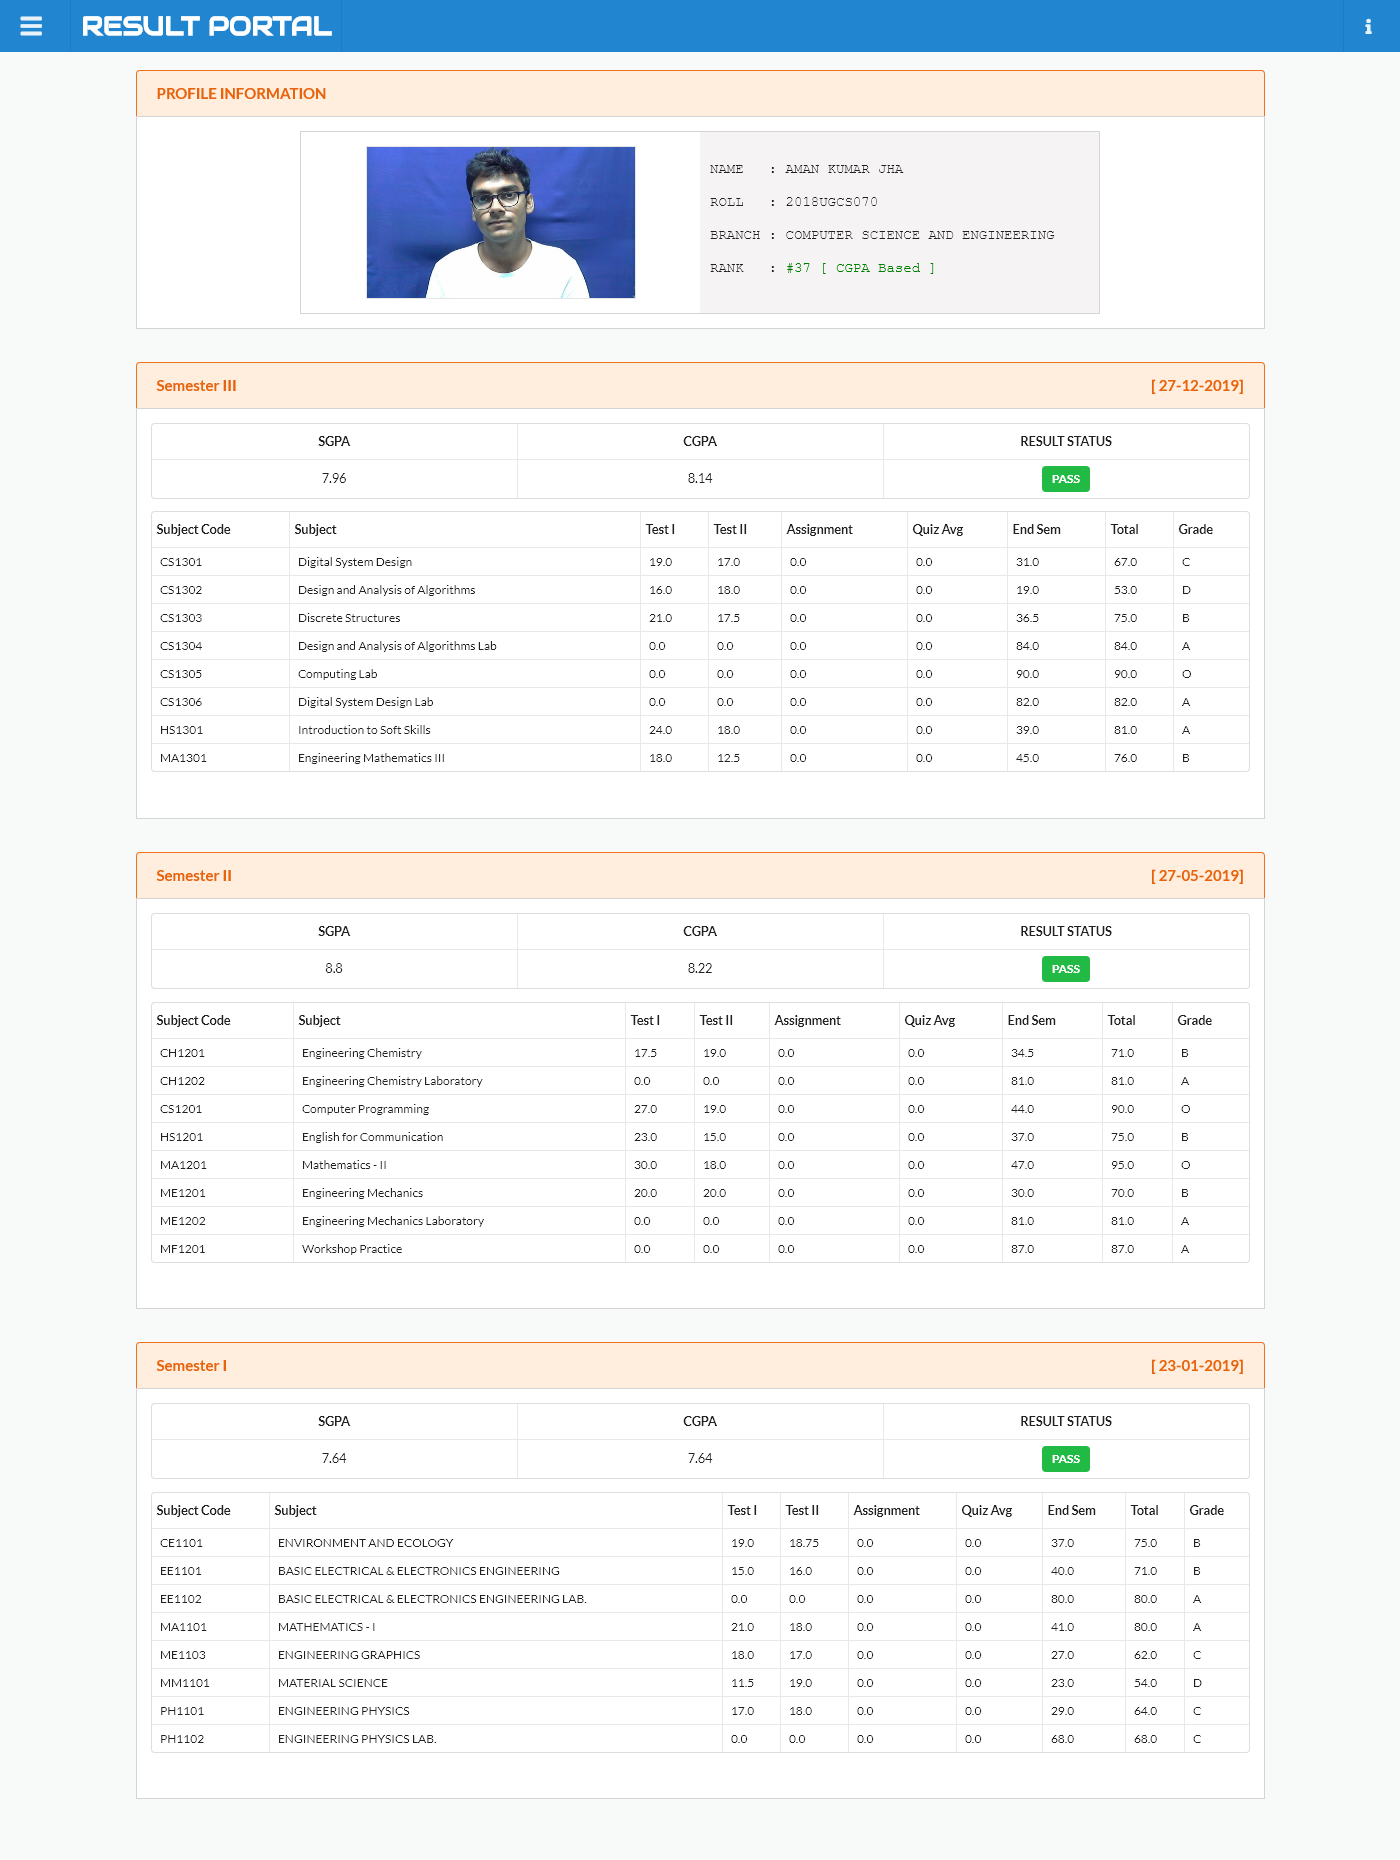 RESULT PORTAL
PROFILE INFORMATION
NAME : AMAN KUMAR JHA
ROLL : 2018UGCS070
BRANCH : COMPUTER SCIENCE AND ENGINEERING
RANK : #37 [ CGPA Based ]
Semester III [ 27-12-2019]
SGPA CGPA RESULT STATUS
7.96 8.14 PASS
Subject Code Subject Test I Test II Assignment Quiz Avg End Sem Total Grade
CS1301 Digital System Design 19.0 17.0 0.0 0.0 31.0 67.0 C
CS1302 Design and Analysis of Algorithms 16.0 18.0 0.0 0.0 19.0 53.0 D
CS1303 Discrete Structures 21.0 17.5 0.0 0.0 36.5 75.0 B
CS1304 Design and Analysis of Algorithms Lab 0.0 0.0 0.0 0.0 84.0 84.0 A
CS1305 Computing Lab 0.0 0.0 0.0 0.0 90.0 90.0 O
CS1306 Digital System Design Lab 0.0 0.0 0.0 0.0 82.0 82.0 A
HS1301 Introduction to Soft Skills 24.0 18.0 0.0 0.0 39.0 81.0 A
MA1301 Engineering Mathematics III 18.0 12.5 0.0 0.0 45.0 76.0 B
Semester II [ 27-05-2019]
SGPA CGPA RESULT STATUS
8.8 8.22 PASS
Subject Code Subject Test I Test II Assignment Quiz Avg End Sem Total Grade
CH1201 Engineering Chemistry 17.5 19.0 0.0 0.0 34.5 71.0 B
CH1202 Engineering Chemistry Laboratory 0.0 0.0 0.0 0.0 81.0 81.0 A
CS1201 Computer Programming 27.0 19.0 0.0 0.0 44.0 90.0 O
HS1201 English for Communication 23.0 15.0 0.0 0.0 37.0 75.0 B
MA1201 Mathematics - II 30.0 18.0 0.0 0.0 47.0 95.0 O
ME1201 Engineering Mechanics 20.0 20.0 0.0 0.0 30.0 70.0 B
ME1202 Engineering Mechanics Laboratory 0.0 0.0 0.0 0.0 81.0 81.0 A
MF1201 Workshop Practice 0.0 0.0 0.0 0.0 87.0 87.0 A
Semester I [ 23-01-2019]
SGPA CGPA RESULT STATUS
7.64 7.64 PASS
Subject Code Subject Test I Test II Assignment Quiz Avg End Sem Total Grade
CE1101 ENVIRONMENT AND ECOLOGY 19.0 18.75 0.0 0.0 37.0 75.0 B
EE1101 BASIC ELECTRICAL & ELECTRONICS ENGINEERING 15.0 16.0 0.0 0.0 40.0 71.0 B
EE1102 BASIC ELECTRICAL & ELECTRONICS ENGINEERING LAB. 0.0 0.0 0.0 0.0 80.0 80.0 A
MA1101 MATHEMATICS - I 21.0 18.0 0.0 0.0 41.0 80.0 A
ME1103 ENGINEERING GRAPHICS 18.0 17.0 0.0 0.0 27.0 62.0 C
MM1101 MATERIAL SCIENCE 11.5 19.0 0.0 0.0 23.0 54.0 D
PH1101 ENGINEERING PHYSICS 17.0 18.0 0.0 0.0 29.0 64.0 C
PH1102 ENGINEERING PHYSICS LAB. 0.0 0.0 0.0 0.0 68.0 68.0 C